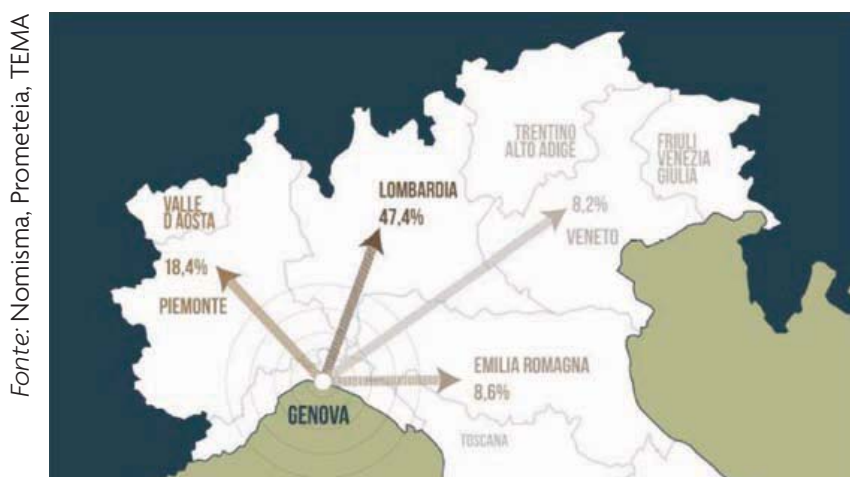 Fonte: Nomisma, Prometeia, TEMA
TRENTINO
ALTO ADIGE
FRIULI
VENEZIA
GIULIA
VALLE
D AOSTA
LOMBARDIA
47,4%
8,2%
VENETO
18,4%
PIEMONTE
EMILIA ROMAGNA
8,6%
GENOVA
TOSCANA